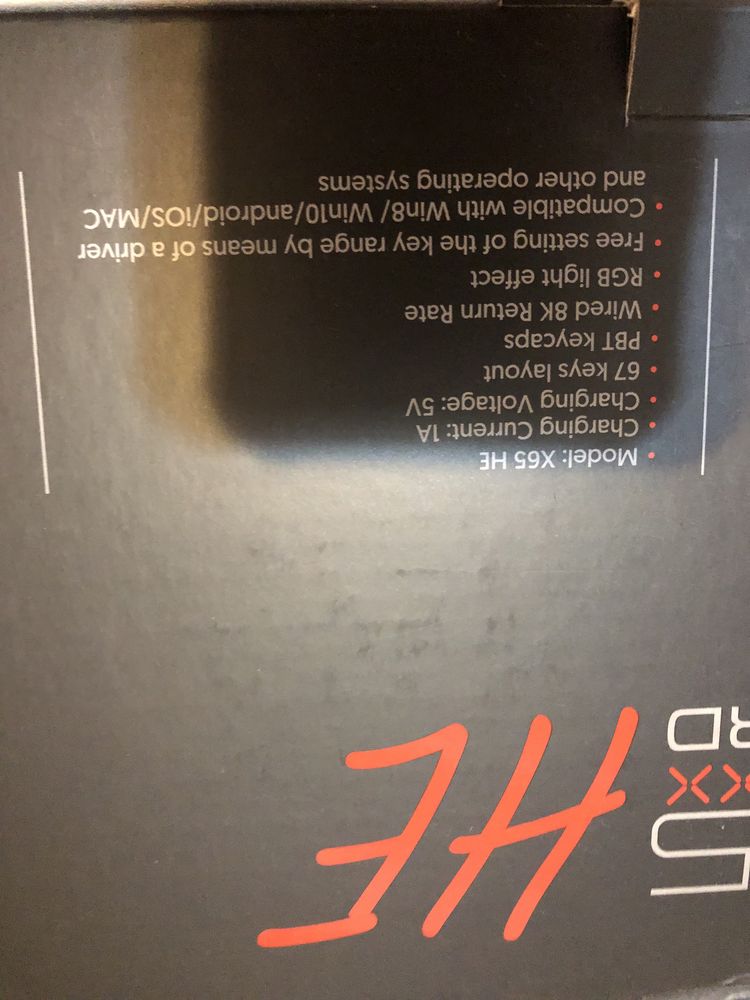 5
RD
HE
• Model: X65 HE
• Charging Current: 1A
• Charging Voltage: 5V
• 67 keys layout
• PBT keycaps
• Wired 8K Return Rate
• RGB light effect
• Free setting of the key range by means of a driver
• Compatible with Win8/ Win10/android/iOS/MAC
and other operating systems